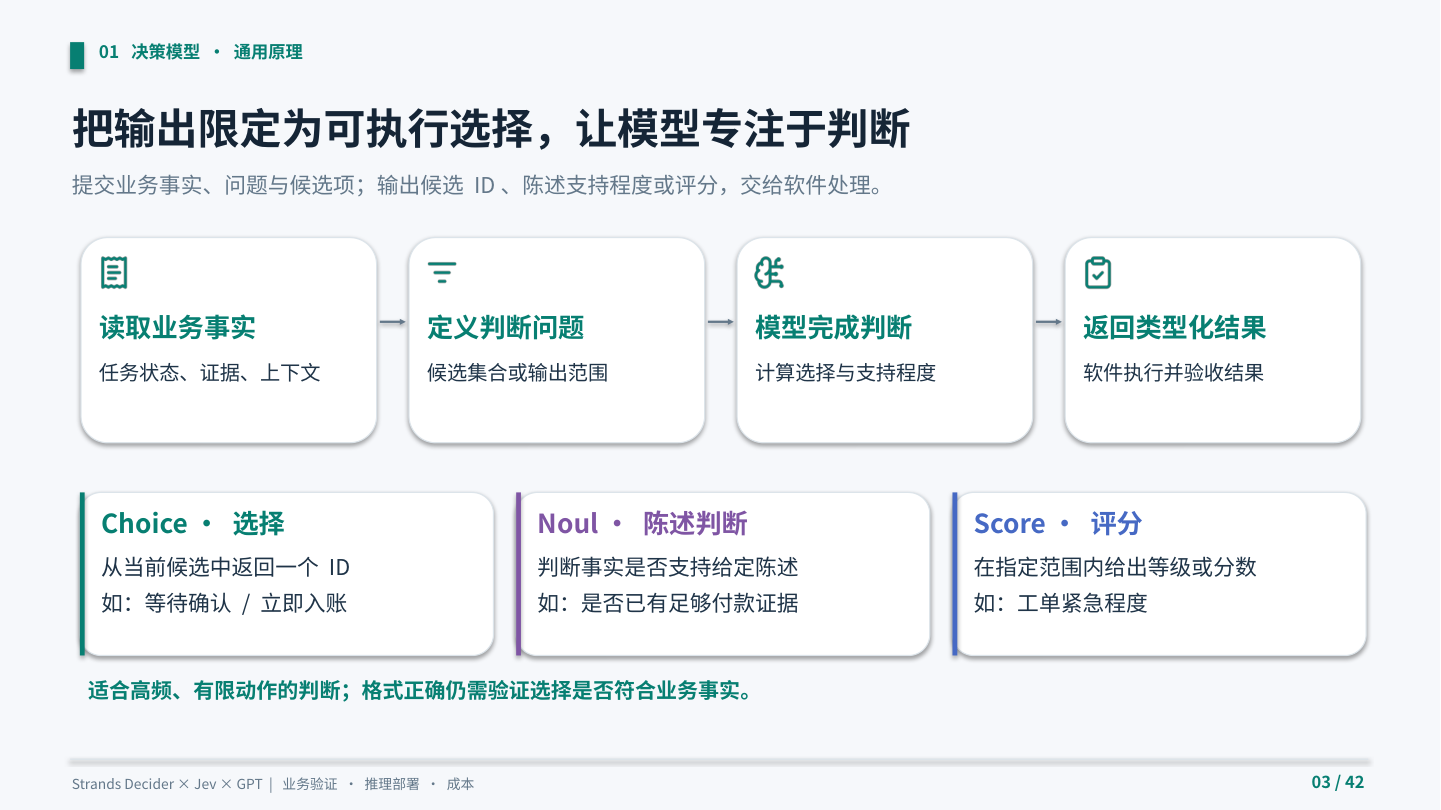 01 决策模型 · 通用原理
把输出限定为可执行选择，让模型专注于判断
提交业务事实、问题与候选项；输出候选 ID 、陈述支持程度或评分，交给软件处理。
读取业务事实
任务状态、证据、上下文
定义判断问题
候选集合或输出范围
模型完成判断
计算选择与支持程度
返回类型化结果
软件执行并验收结果
Choice · 选择
从当前候选中返回一个 ID
如：等待确认 / 立即入账
Noul · 陈述判断
判断事实是否支持给定陈述
如：是否已有足够付款证据
Score · 评分
在指定范围内给出等级或分数
如：工单紧急程度
适合高频、有限动作的判断；格式正确仍需验证选择是否符合业务事实。
Strands Decider × Jev × GPT | 业务验证 · 推理部署 · 成本
03 / 42